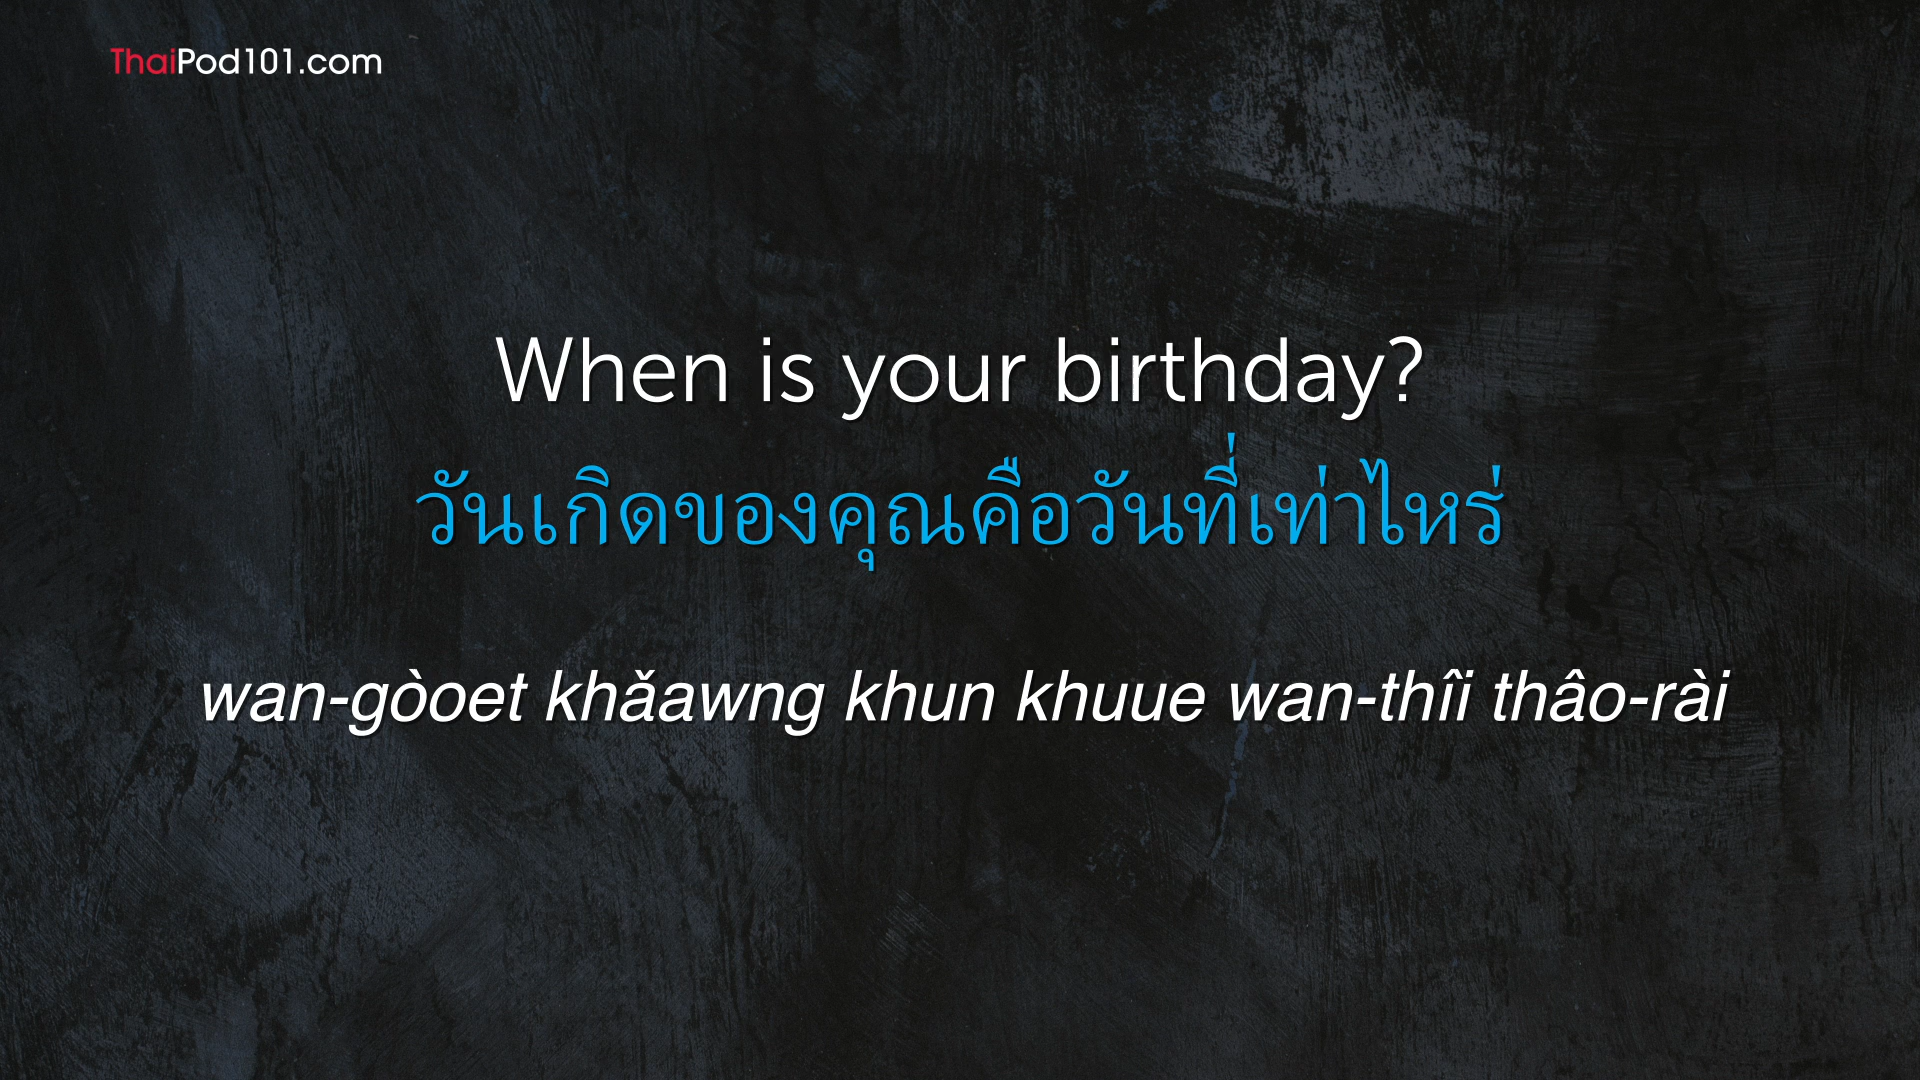 ThaiPod101.com
When is your birthday?
วันเกิดของคุณคือวันที่เท่าไหร่
wan-gòoet khǎawng khun khuue wan-thîi thâo-rài